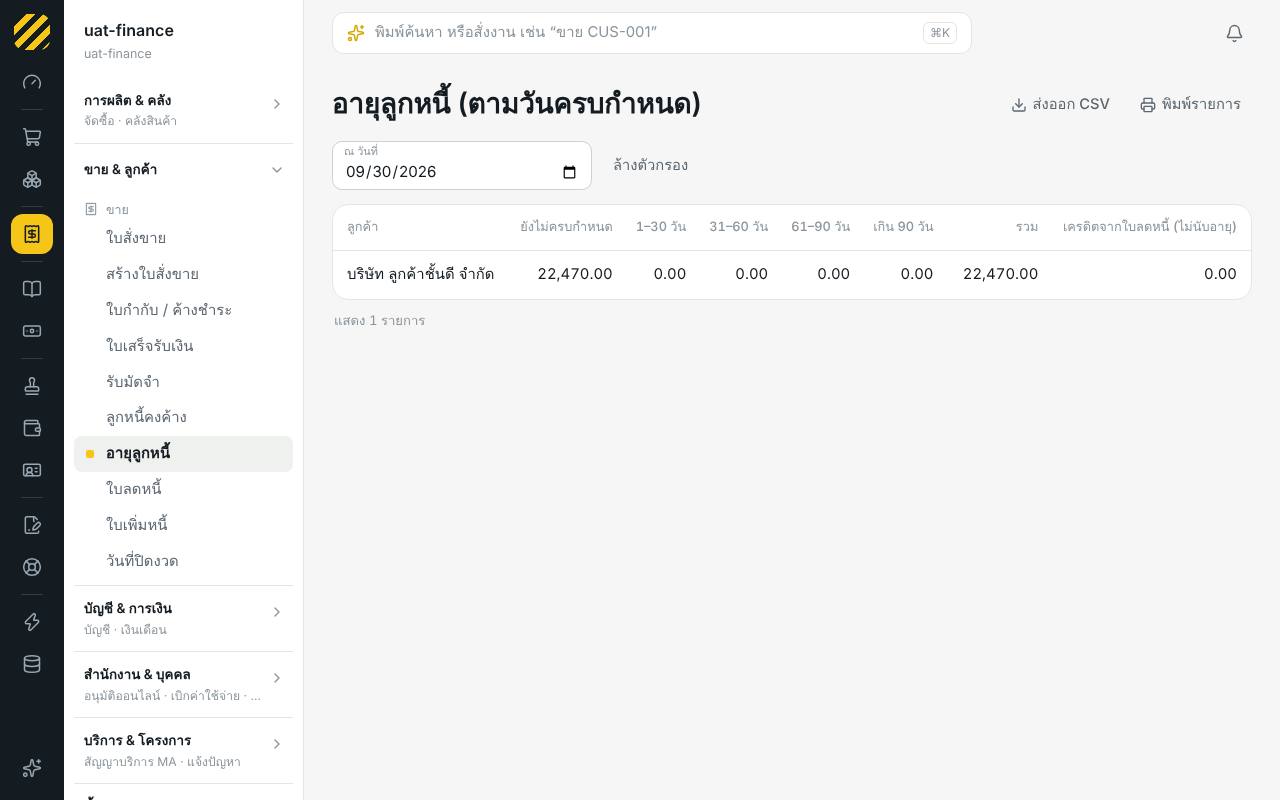 uat-finance
uat-finance
การผลิต & คลัง
จัดซื้อ · คลังสินค้า
ขาย & ลูกค้า
ขาย
ใบสั่งขาย
สร้างใบสั่งขาย
ใบกำกับ / ค้างชำระ
ใบเสร็จรับเงิน
รับมัดจำ
ลูกหนี้คงค้าง
อายุลูกหนี้
ใบลดหนี้
ใบเพิ่มหนี้
วันที่ปิดงวด
บัญชี & การเงิน
บัญชี · เงินเดือน
สำนักงาน & บุคคล
อนุมัติออนไลน์ · เบิกค่าใช้จ่าย · ...
บริการ & โครงการ
สัญญาบริการ MA · แจ้งปัญหา
พิมพ์ค้นหา หรือสั่งงาน เช่น “ขาย CUS-001” ⌘K
อายุลูกหนี้ (ตามวันครบกำหนด)
ส่งออก CSV พิมพ์รายการ
ณ วันที่
09/30/2026 ล้างตัวกรอง
ลูกค้า ยังไม่ครบกำหนด 1–30 วัน 31–60 วัน 61–90 วัน เกิน 90 วัน รวม เครดิตจากใบลดหนี้ (ไม่นับอายุ)
บริษัท ลูกค้าชั้นดี จำกัด 22,470.00 0.00 0.00 0.00 0.00 22,470.00 0.00
แสดง 1 รายการ